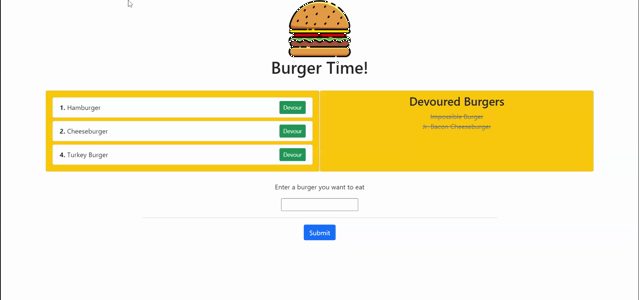 Burger Time!
1. Hamburger Devour
2. Cheeseburger Devour
4. Turkey Burger Devour
Devoured Burgers
Impossible Burger
Jr. Bacon Cheeseburger
Enter a burger you want to eat
Submit